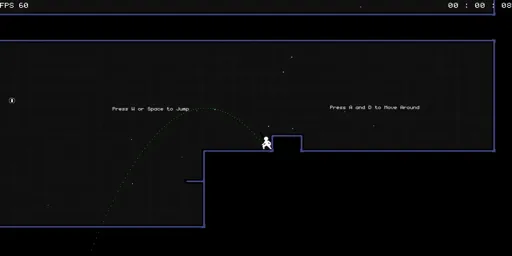 FPS 60
00 : 00 : 08
Press W or Space to Jump
Press A and D to Move Around